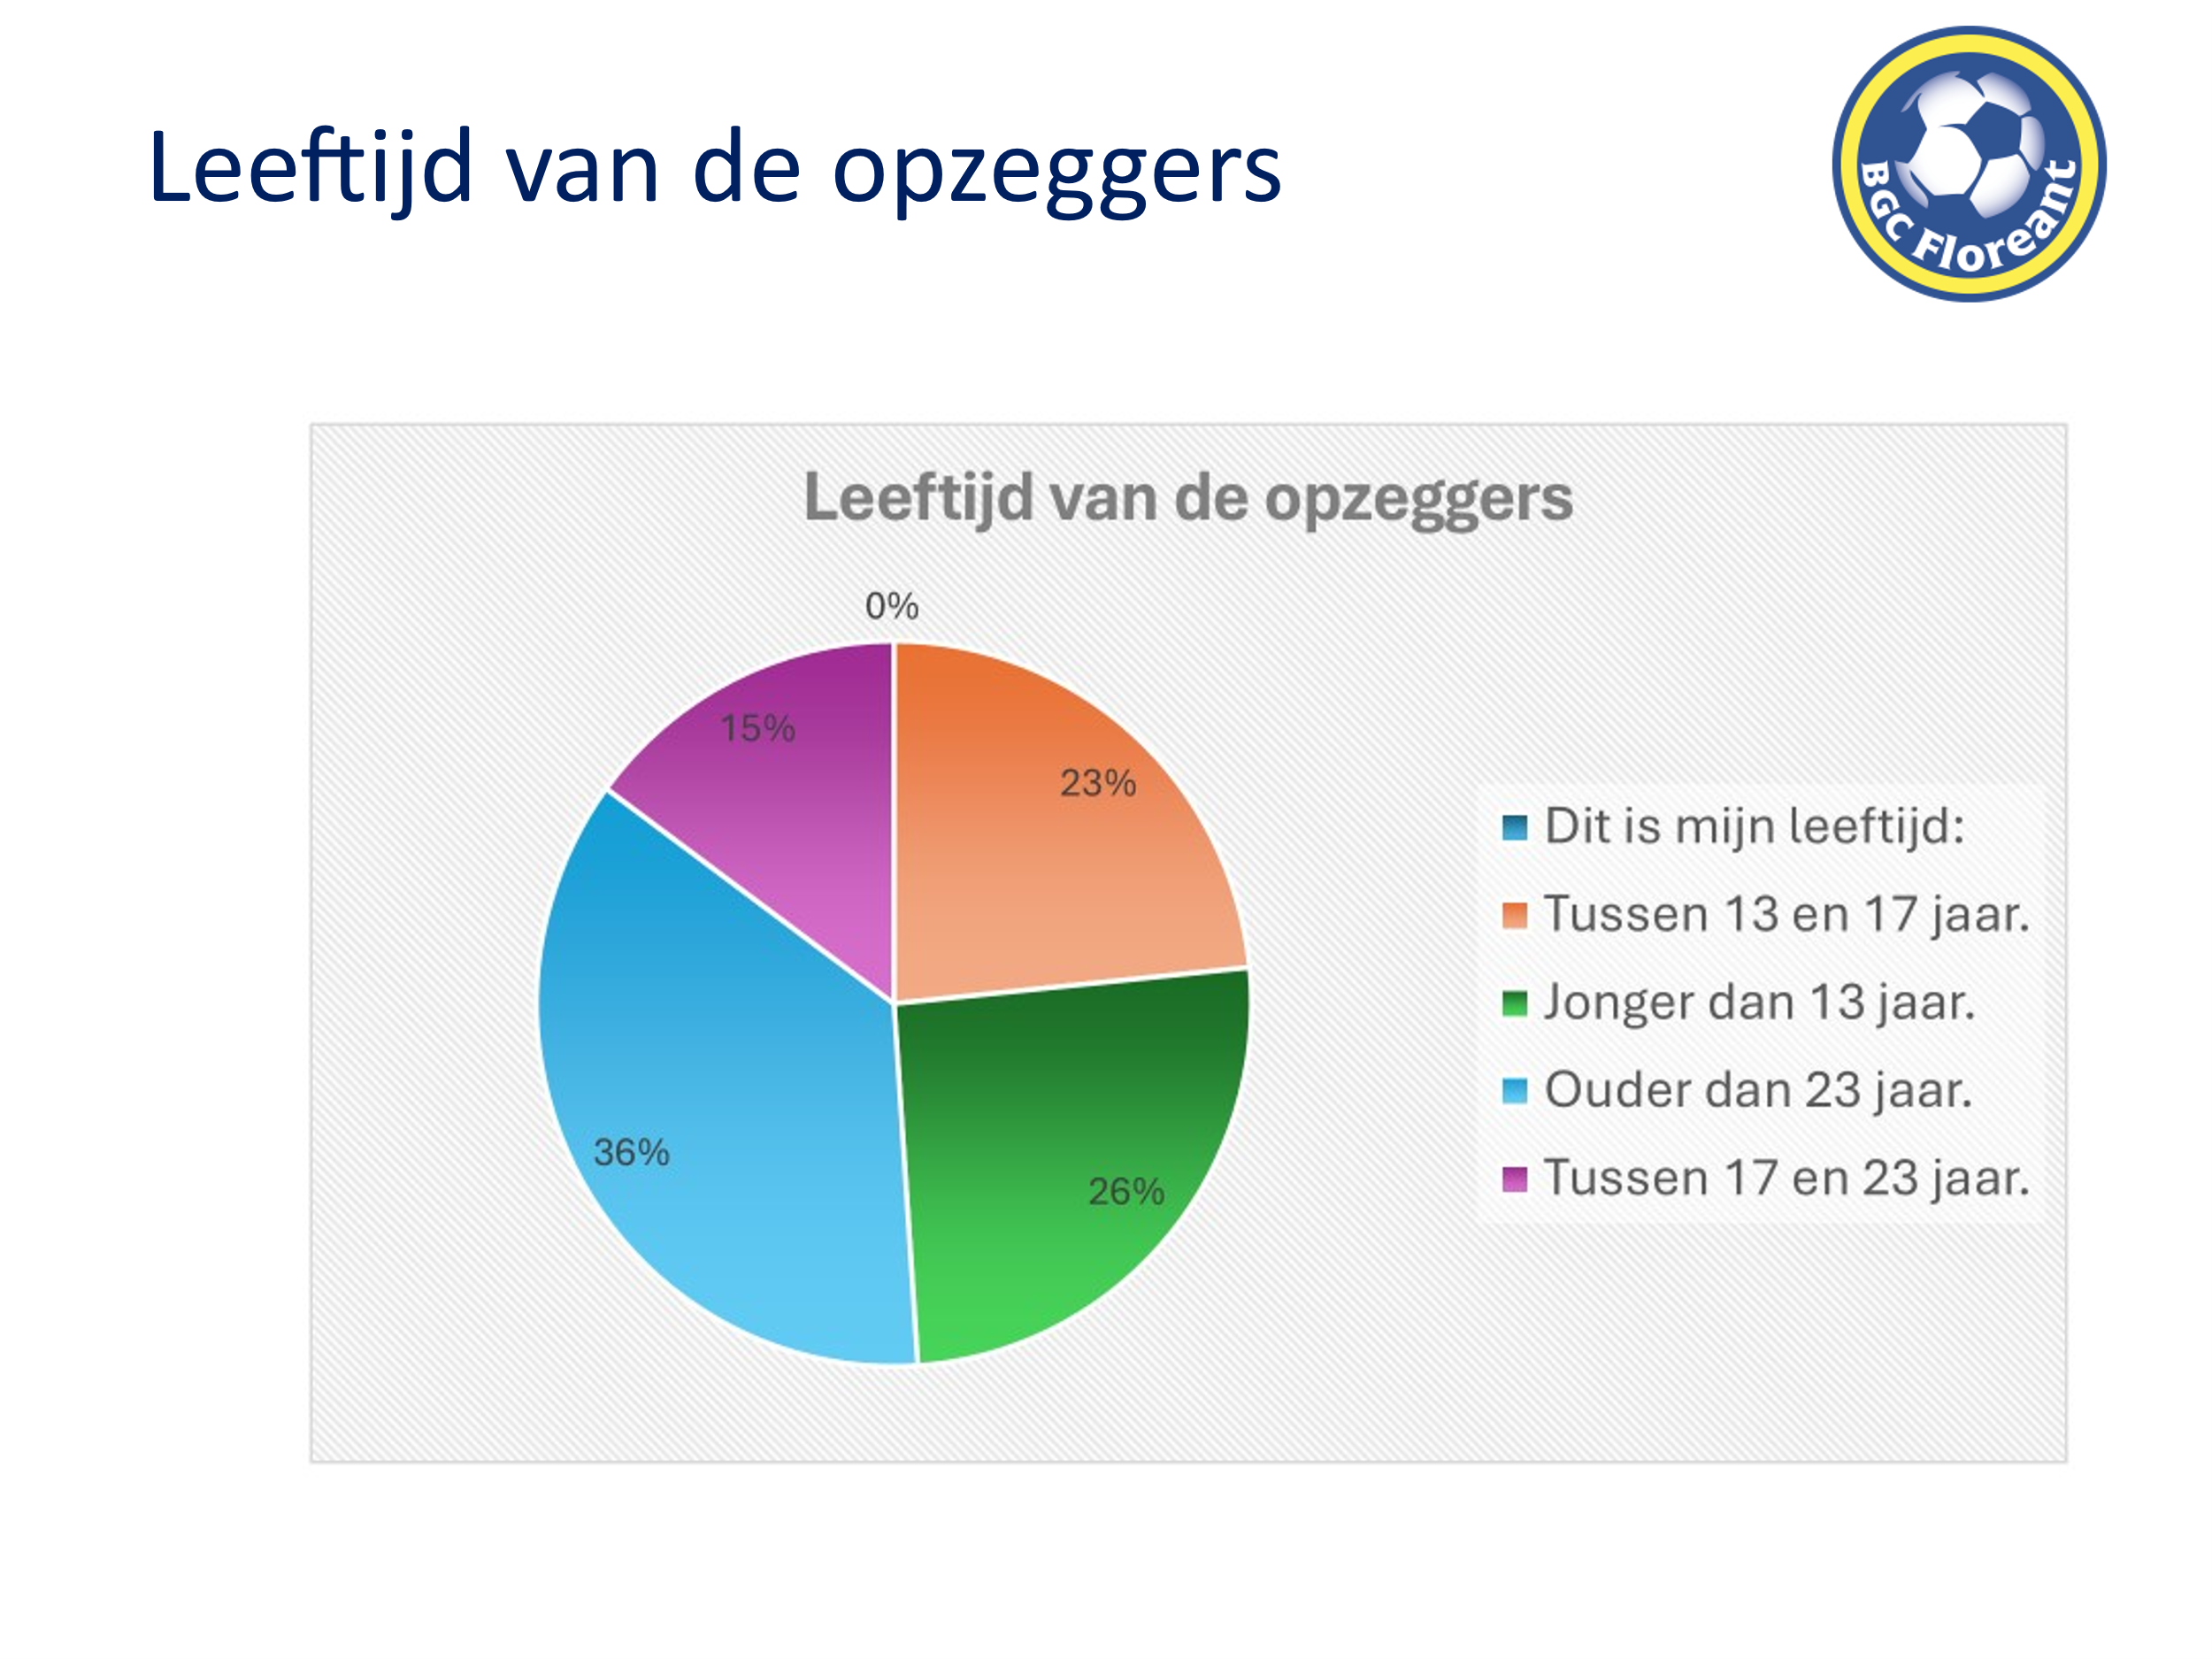 Leeftijd van de opzeggers
BGC Floreant
Leeftijd van de opzeggers
0%
15%
23%
36%
26%
Dit is mijn leeftijd:
Tussen 13 en 17 jaar.
Jonger dan 13 jaar.
Ouder dan 23 jaar.
Tussen 17 en 23 jaar.